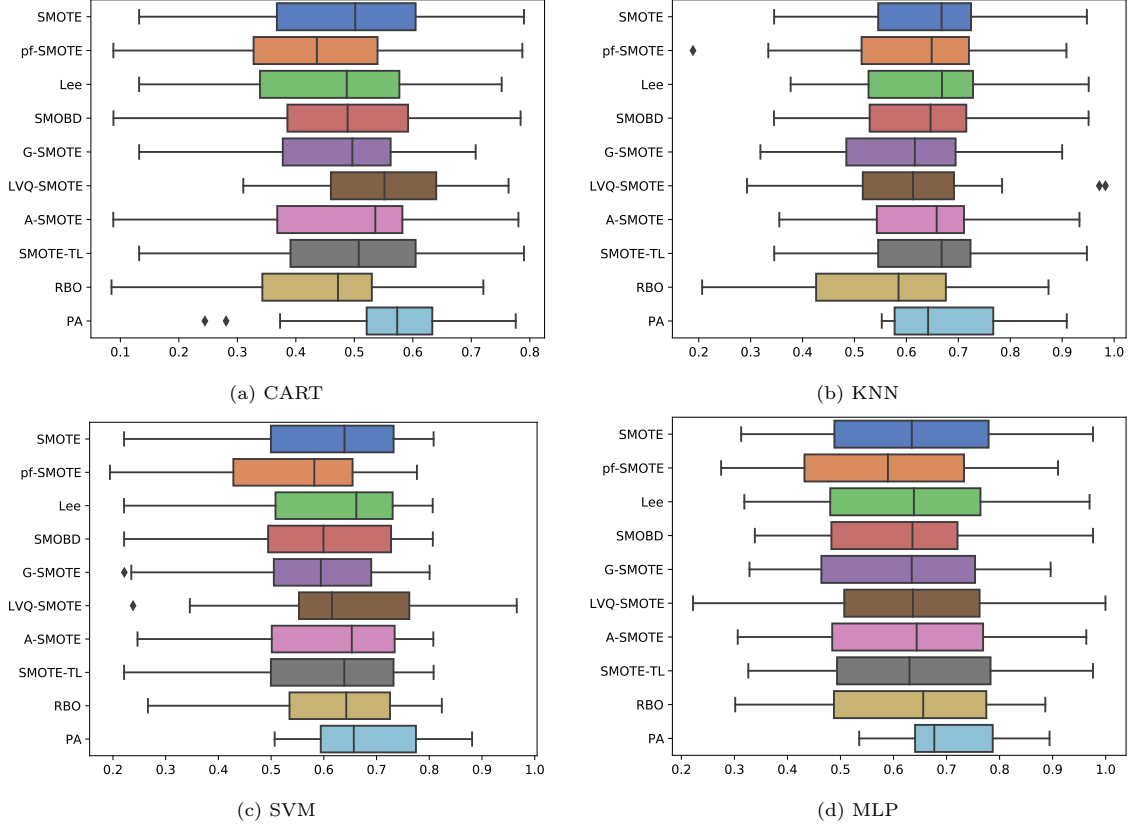 SMOTE
pf-SMOTE
Lee
SMOBD
G-SMOTE
LVQ-SMOTE
A-SMOTE
SMOTE-TL
RBO
PA
0.1 0.2 0.3 0.4 0.5 0.6 0.7 0.8
(a) CART
SMOTE
pf-SMOTE
Lee
SMOBD
G-SMOTE
LVQ-SMOTE
A-SMOTE
SMOTE-TL
RBO
PA
0.2 0.3 0.4 0.5 0.6 0.7 0.8 0.9 1.0
(b) KNN
SMOTE
pf-SMOTE
Lee
SMOBD
G-SMOTE
LVQ-SMOTE
A-SMOTE
SMOTE-TL
RBO
PA
0.2 0.3 0.4 0.5 0.6 0.7 0.8 0.9 1.0
(c) SVM
SMOTE
pf-SMOTE
Lee
SMOBD
G-SMOTE
LVQ-SMOTE
A-SMOTE
SMOTE-TL
RBO
PA
0.2 0.3 0.4 0.5 0.6 0.7 0.8 0.9 1.0
(d) MLP